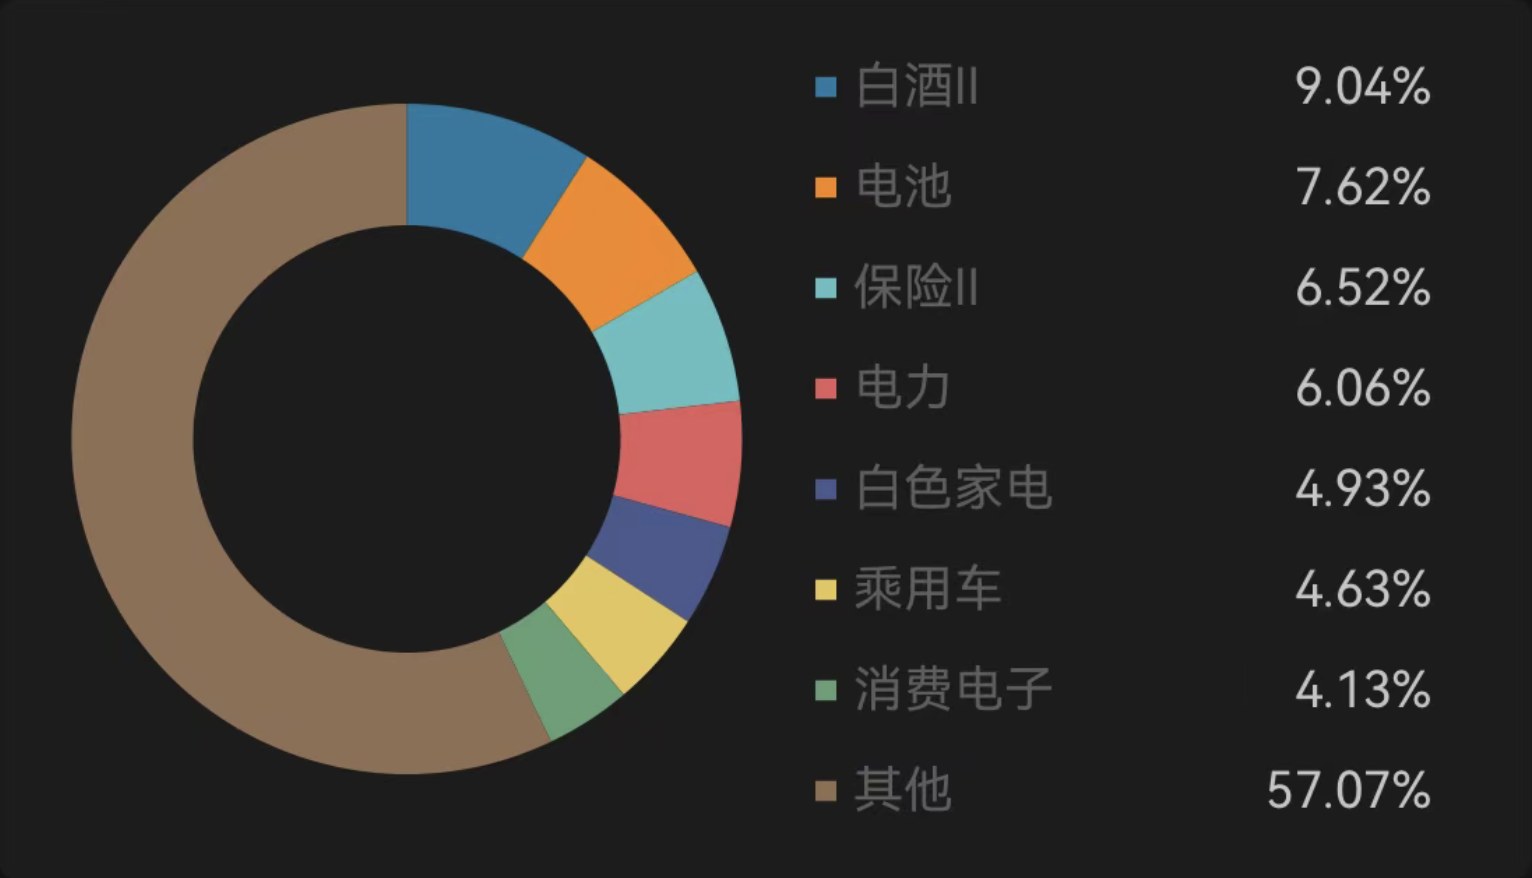 白酒II 9.04%
电池 7.62%
保险II 6.52%
电力 6.06%
白色家电 4.93%
乘用车 4.63%
消费电子 4.13%
其他 57.07%